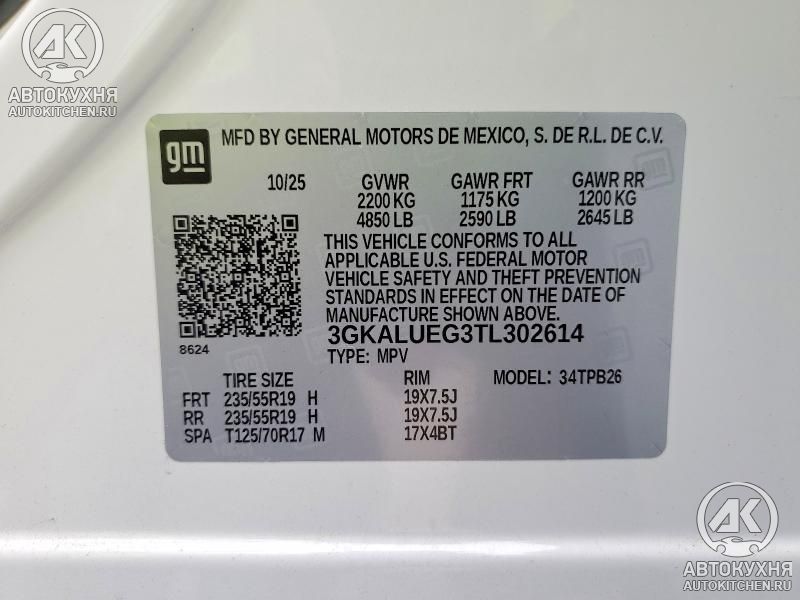 АК
АВТОКУХНЯ
AUTOKITCHEN.RU
gm
MFD BY GENERAL MOTORS DE MEXICO, S. DE R.L. DE C.V.
10/25 GVWR GAWR FRT GAWR RR
2200 KG 1175 KG 1200 KG
4850 LB 2590 LB 2645 LB
THIS VEHICLE CONFORMS TO ALL
APPLICABLE U.S. FEDERAL MOTOR
VEHICLE SAFETY AND THEFT PREVENTION
STANDARDS IN EFFECT ON THE DATE OF
MANUFACTURE SHOWN ABOVE.
8624 3GKALUEG3TL302614
TYPE: MPV
TIRE SIZE RIM MODEL: 34TPB26
FRT 235/55R19 H 19X7.5J
RR 235/55R19 H 19X7.5J
SPA T125/70R17 M 17X4BT
АК
АВТОКУХНЯ
AUTOKITCHEN.RU